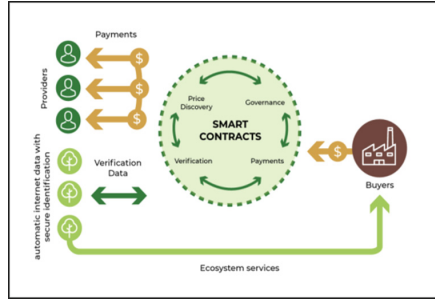 Payments
Providers
$
$
$
Price
Discovery
Governance
SMART
CONTRACTS
Verification
Payments
$
Buyers
automatic internet data with
secure identification
Verification
Data
Ecosystem services